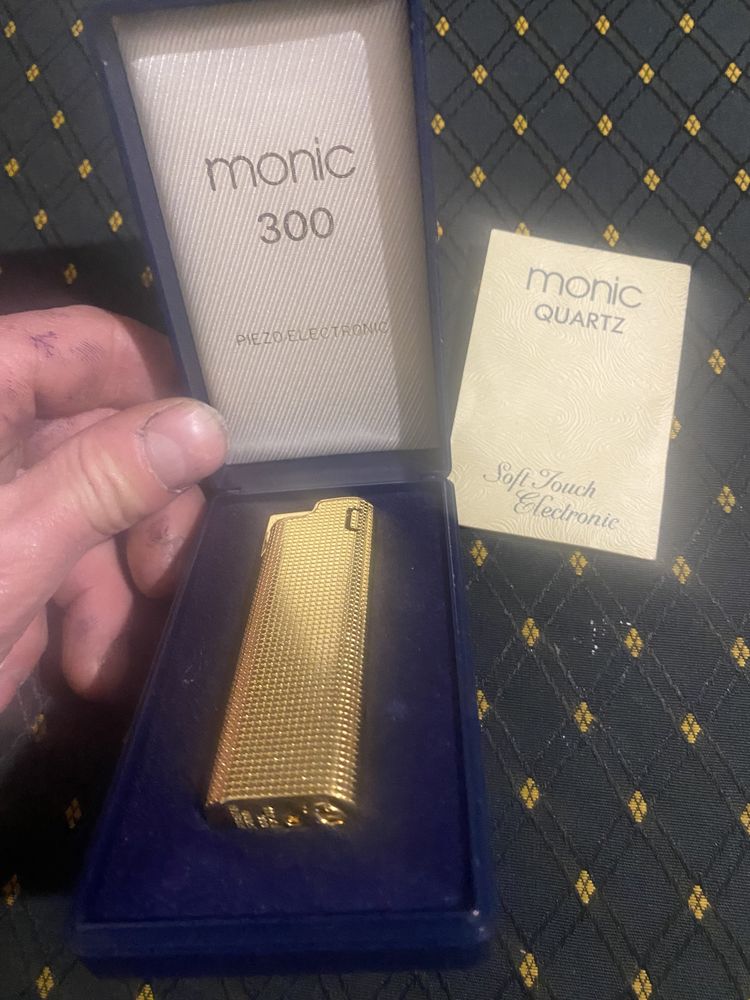 monic
300
PIEZO ELECTRONIC
monic
QUARTZ
Soft Touch
Electronic